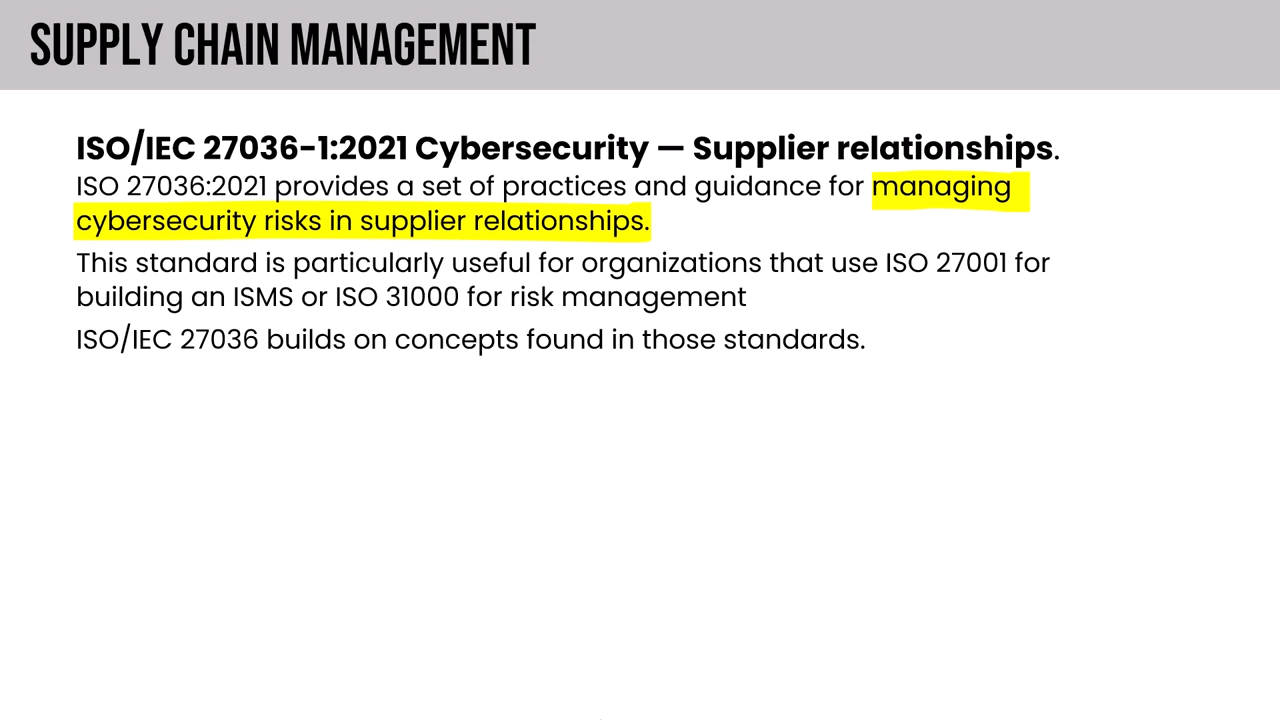 SUPPLY CHAIN MANAGEMENT
ISO/IEC 27036-1:2021 Cybersecurity — Supplier relationships.
ISO 27036:2021 provides a set of practices and guidance for managing
cybersecurity risks in supplier relationships.
This standard is particularly useful for organizations that use ISO 27001 for
building an ISMS or ISO 31000 for risk management
ISO/IEC 27036 builds on concepts found in those standards.